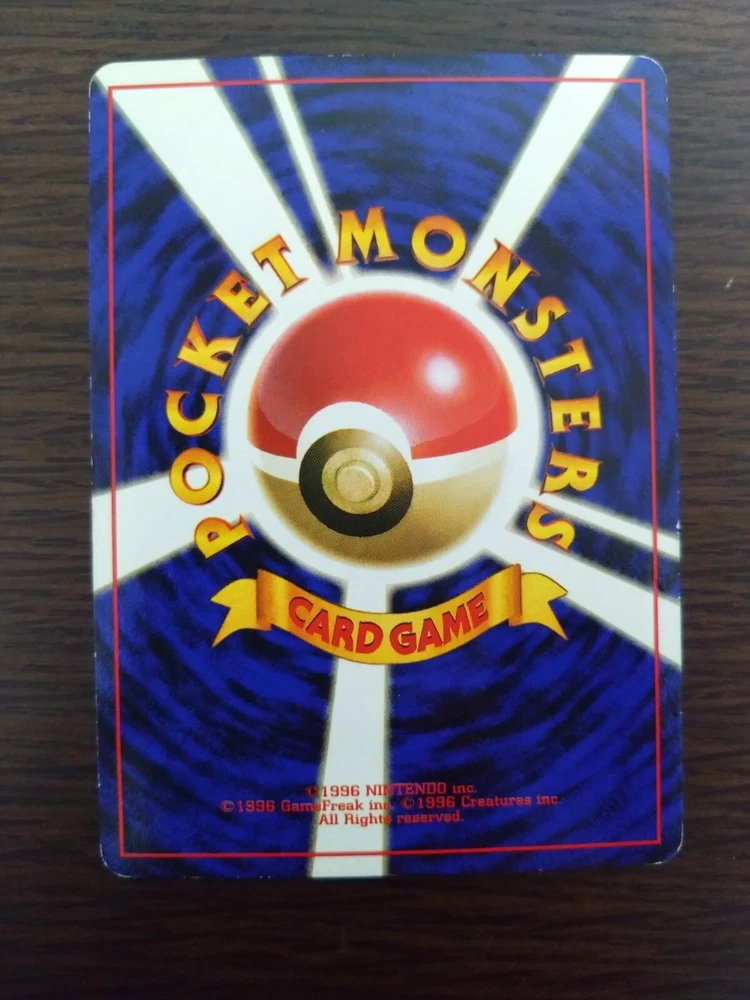 POCKET MONSTERS
CARD GAME
©1996 NINTENDO inc.
©1996 GameFreak inc. ©1996 Creatures inc.
All Rights reserved.